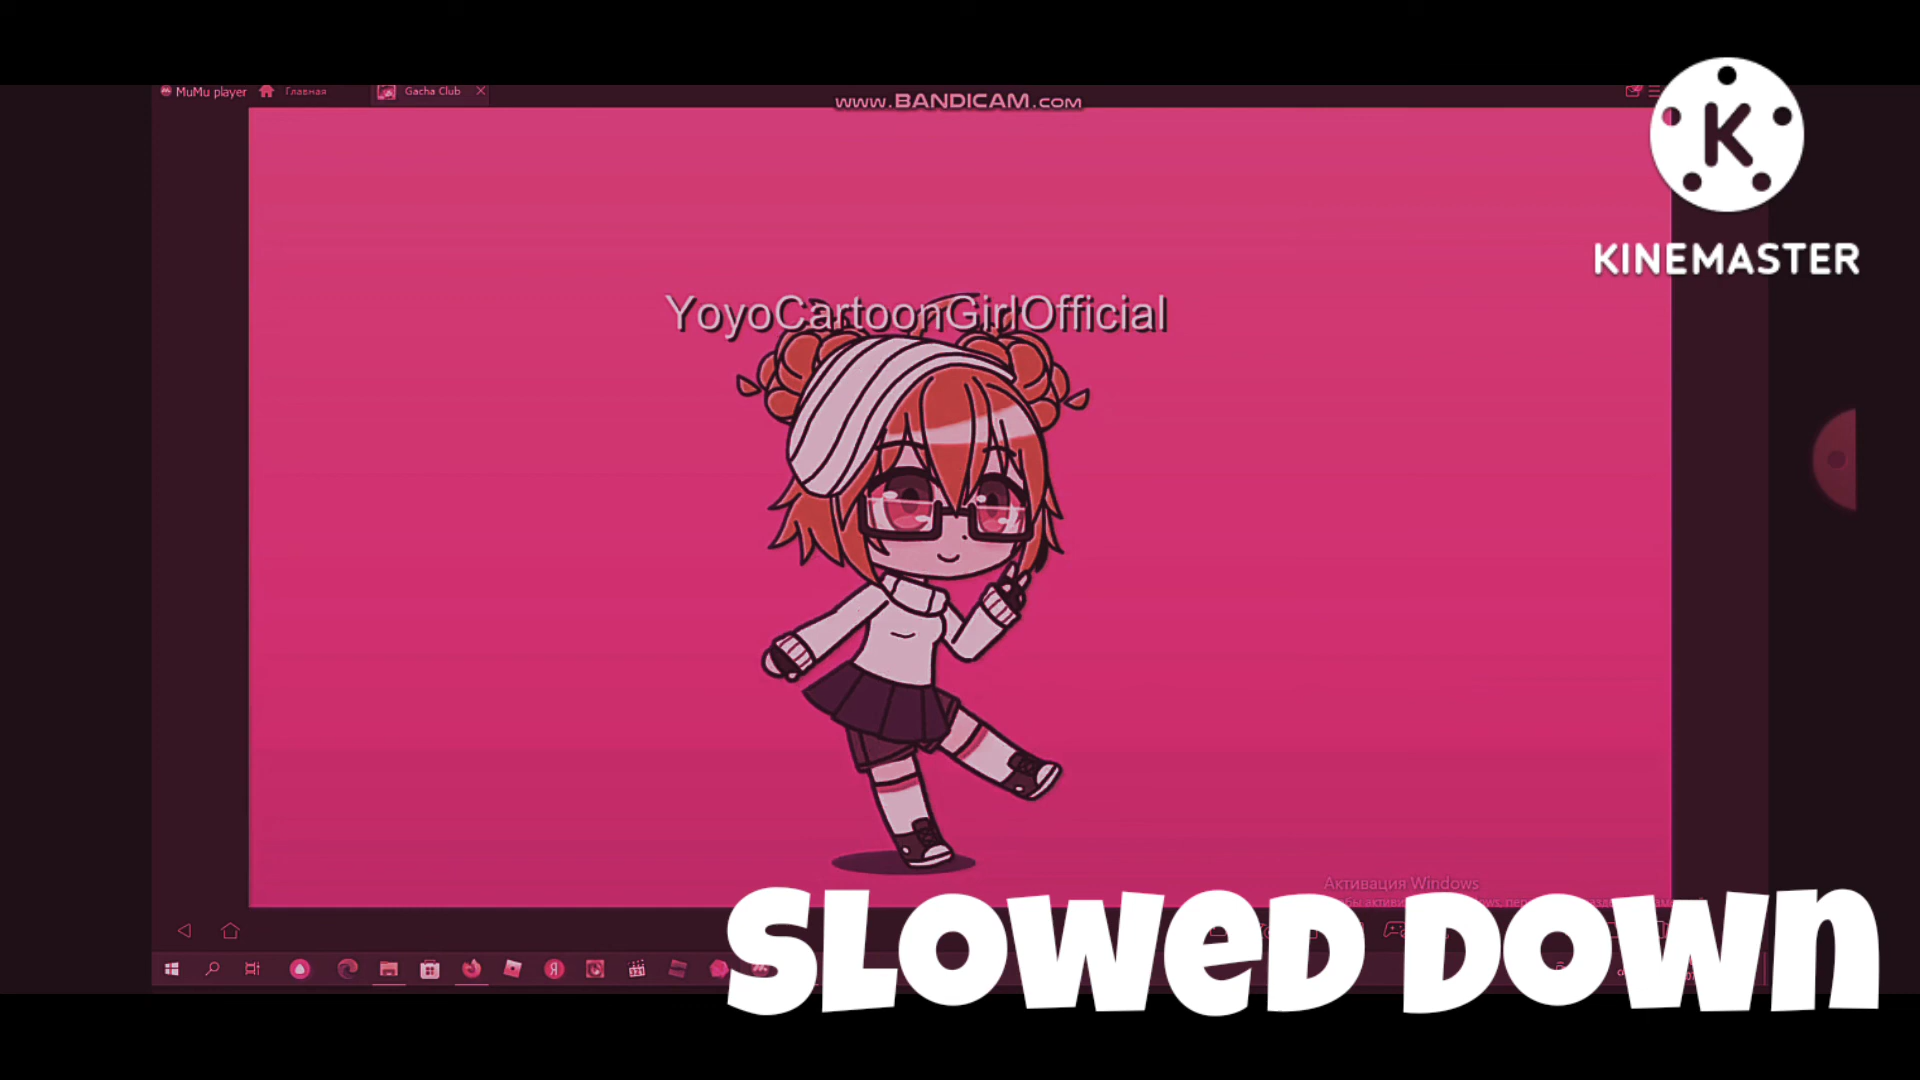 MuMu player
Главная
Gacha Club
www.BANDICAM.com
K
KINEMASTER
YoyoCartoonGirlOfficial
Активация Windows
SLOWED DOWN